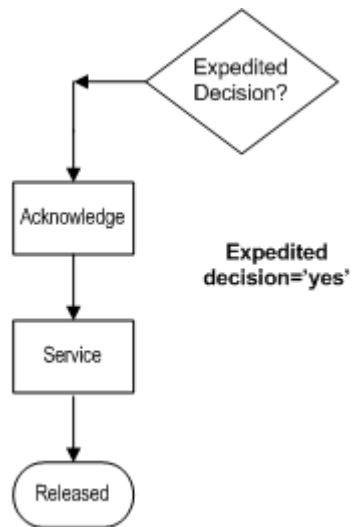 Expedited
Decision?
Acknowledge
Expedited
decision='yes'
Service
Released